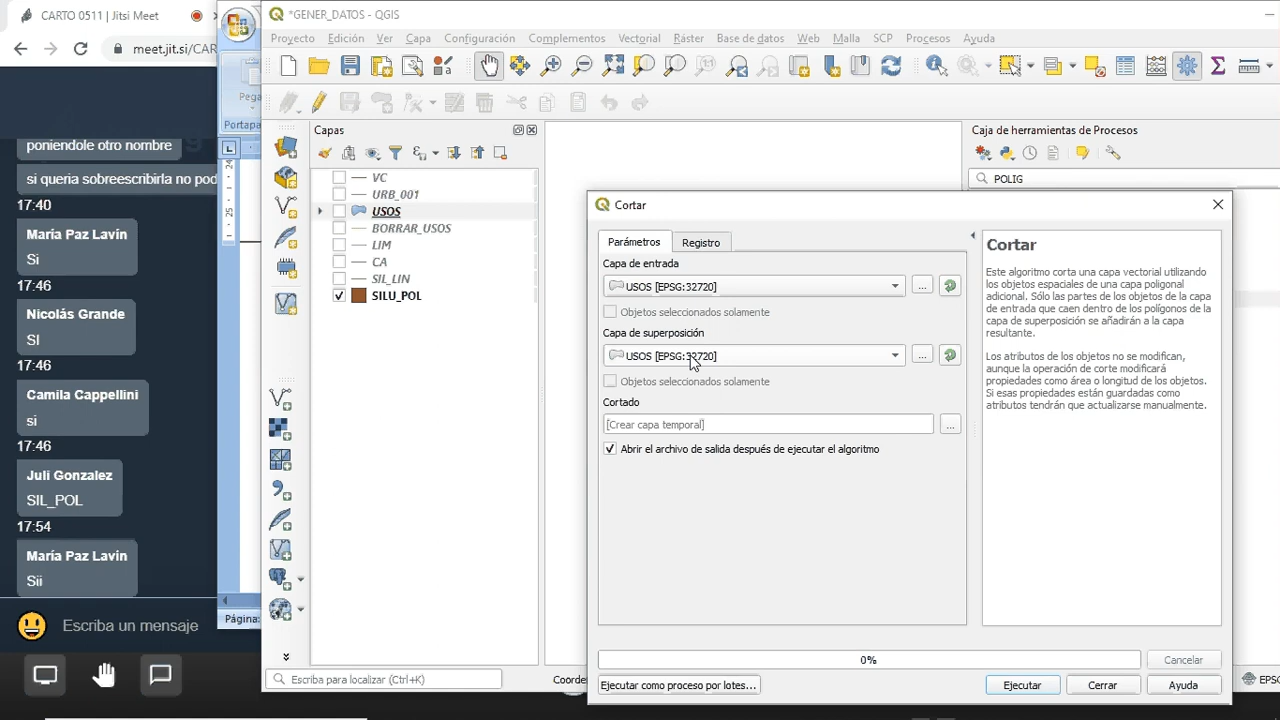 CARTO 0511 | Jitsi Meet
meet.jit.si/CAR
poniendole otro nombre
si queria sobreescribirla no pod
17:40
María Paz Lavín
Si
17:46
Nicolás Grande
SI
17:46
Camila Cappellini
si
17:46
Juli Gonzalez
SIL_POL
17:54
María Paz Lavín
Sii
Escriba un mensaje
Pega
Portapa
L
24
25
Página:
*GENER_DATOS - QGIS
Proyecto Edición Ver Capa Configuración Complementos Vectorial Ráster Base de datos Web Malla SCP Procesos Ayuda
Capas
VC
URB_001
USOS
BORRAR_USOS
LIM
CA
SIL_LIN
SILU_POL
Escriba para localizar (Ctrl+K)
Coorde
Caja de herramientas de Procesos
POLIG
Cortar
Parámetros Registro
Capa de entrada
USOS [EPSG:32720]
...
Objetos seleccionados solamente
Capa de superposición
USOS [EPSG:32720]
...
Objetos seleccionados solamente
Cortado
[Crear capa temporal]
...
Abrir el archivo de salida después de ejecutar el algoritmo
Cortar
Este algoritmo corta una capa vectorial utilizando
los objetos espaciales de una capa poligonal
adicional. Sólo las partes de los objetos de la capa
de entrada que caen dentro de los polígonos de la
capa de superposición se añadirán a la capa
resultante.
Los atributos de los objetos no se modifican,
aunque la operación de corte modificará
propiedades como área o longitud de los objetos.
Si esas propiedades están guardadas como
atributos tendrán que actualizarse manualmente.
0%
Cancelar
Ejecutar como proceso por lotes...
Ejecutar
Cerrar
Ayuda
EPSG